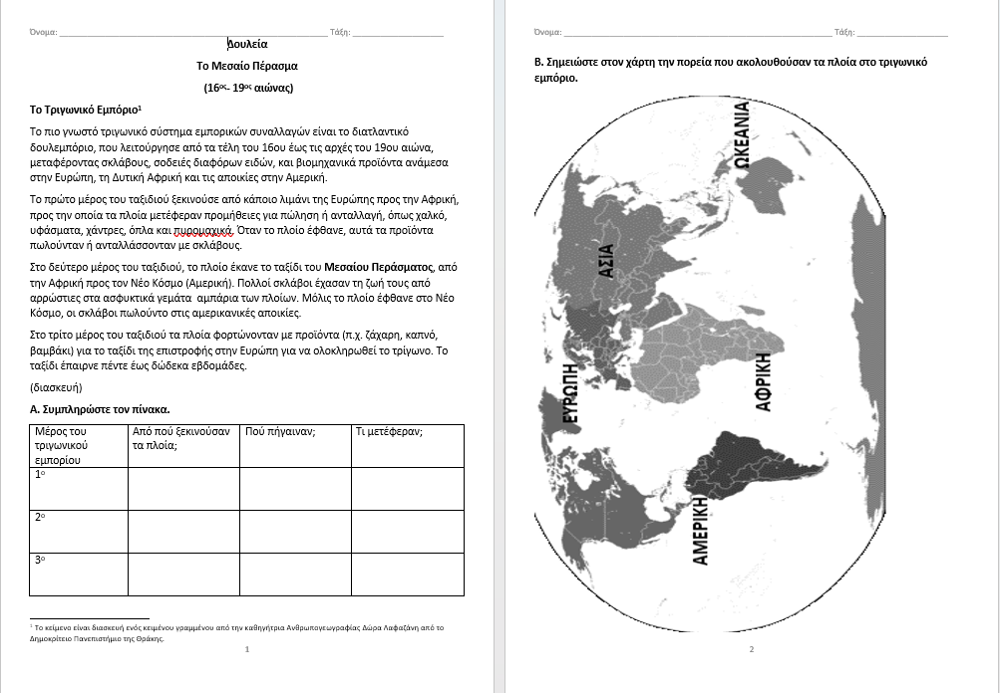 Όνομα: ______________________ Τάξη: ______________
Δουλεία
Το Μεσαίο Πέρασμα
(16ος- 19ος αιώνας)
Το Τριγωνικό Εμπόριο1
Το πιο γνωστό τριγωνικό σύστημα εμπορικών συναλλαγών είναι το διατλαντικό
δουλεμπόριο, που λειτούργησε από τα τέλη του 16ου έως τις αρχές του 19ου αιώνα,
μεταφέροντας σκλάβους, σοδειές διαφόρων ειδών, και βιομηχανικά προϊόντα ανάμεσα
στην Ευρώπη, τη Δυτική Αφρική και τις αποικίες στην Αμερική.
Το πρώτο μέρος του ταξιδιού ξεκινούσε από κάποιο λιμάνι της Ευρώπης προς την Αφρική,
προς την οποία τα πλοία μετέφεραν προμήθειες για πώληση ή ανταλλαγή, όπως χαλκό,
υφάσματα, χάντρες, όπλα και πυρομαχικά. Όταν το πλοίο έφθανε, αυτά τα προϊόντα
πωλούνταν ή ανταλλάσσονταν με σκλάβους.
Στο δεύτερο μέρος του ταξιδιού, το πλοίο έκανε το ταξίδι του Μεσαίου Περάσματος, από
την Αφρική προς τον Νέο Κόσμο (Αμερική). Πολλοί σκλάβοι έχασαν τη ζωή τους από
αρρώστιες στα ασφυκτικά γεμάτα αμπάρια των πλοίων. Μόλις το πλοίο έφθανε στο Νέο
Κόσμο, οι σκλάβοι πωλούντο στις αμερικανικές αποικίες.
Στο τρίτο μέρος του ταξιδιού τα πλοία φορτώνονταν με προϊόντα (π.χ. ζάχαρη, καπνό,
βαμβάκι) για το ταξίδι της επιστροφής στην Ευρώπη για να ολοκληρωθεί το τρίγωνο. Το
ταξίδι έπαιρνε πέντε έως δώδεκα εβδομάδες.
(διασκευή)
Α. Συμπληρώστε τον πίνακα.
Μέρος του τριγωνικού εμπορίου
Από πού ξεκινούσαν τα πλοία;
Πού πήγαιναν;
Τι μετέφεραν;
1ο
2ο
3ο
1 Το κείμενο είναι διασκευή ενός κειμένου γραμμένου από την καθηγήτρια Ανθρωπογεωγραφίας Δώρα Λαφαζάνη από το
Δημοκρίτειο Πανεπιστήμιο της Θράκης.
1
Όνομα: ______________________ Τάξη: ______________
Β. Σημειώστε στον χάρτη την πορεία που ακολουθούσαν τα πλοία στο τριγωνικό
εμπόριο.
ΩΚΕΑΝΙΑ
ΑΣΙΑ
ΕΥΡΩΠΗ
ΑΦΡΙΚΗ
ΑΜΕΡΙΚΗ
2